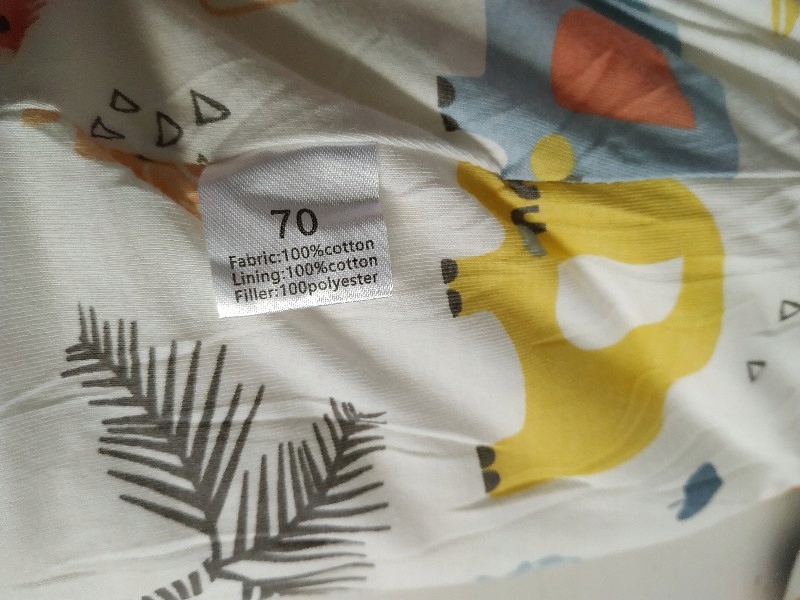 70
Fabric:100%cotton
Lining:100%cotton
Filler:100polyester